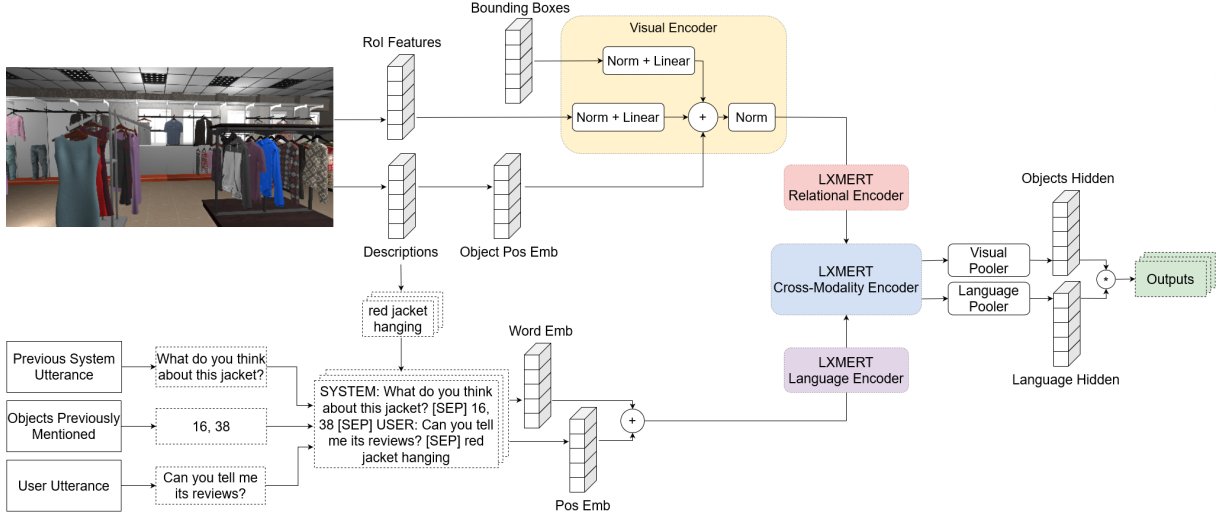 Bounding Boxes
Visual Encoder
RoI Features
Norm + Linear
Norm + Linear
+
Norm
Descriptions
Object Pos Emb
LXMERT
Relational Encoder
LXMERT
Cross-Modality Encoder
LXMERT
Language Encoder
Visual
Pooler
Language
Pooler
Objects Hidden
Language Hidden
*
Outputs
red jacket
hanging
Word Emb
Pos Emb
+
Previous System
Utterance
What do you think
about this jacket?
Objects Previously
Mentioned
16, 38
User Utterance
Can you tell me
its reviews?
SYSTEM: What do you think
about this jacket? [SEP] 16,
38 [SEP] USER: Can you tell
me its reviews? [SEP] red
jacket hanging